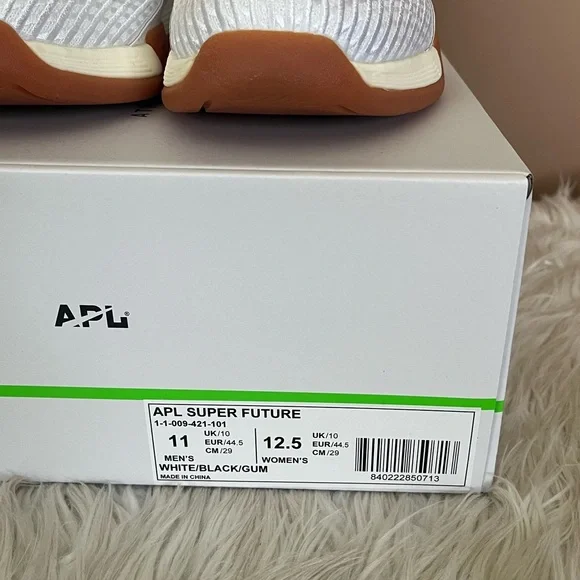 APL®
APL SUPER FUTURE
1-1-009-421-101
11 UK/10 EUR/44.5 CM/29 MEN'S
12.5 UK/10 EUR/44.5 CM/29 WOMEN'S
WHITE/BLACK/GUM
MADE IN CHINA
840222850713